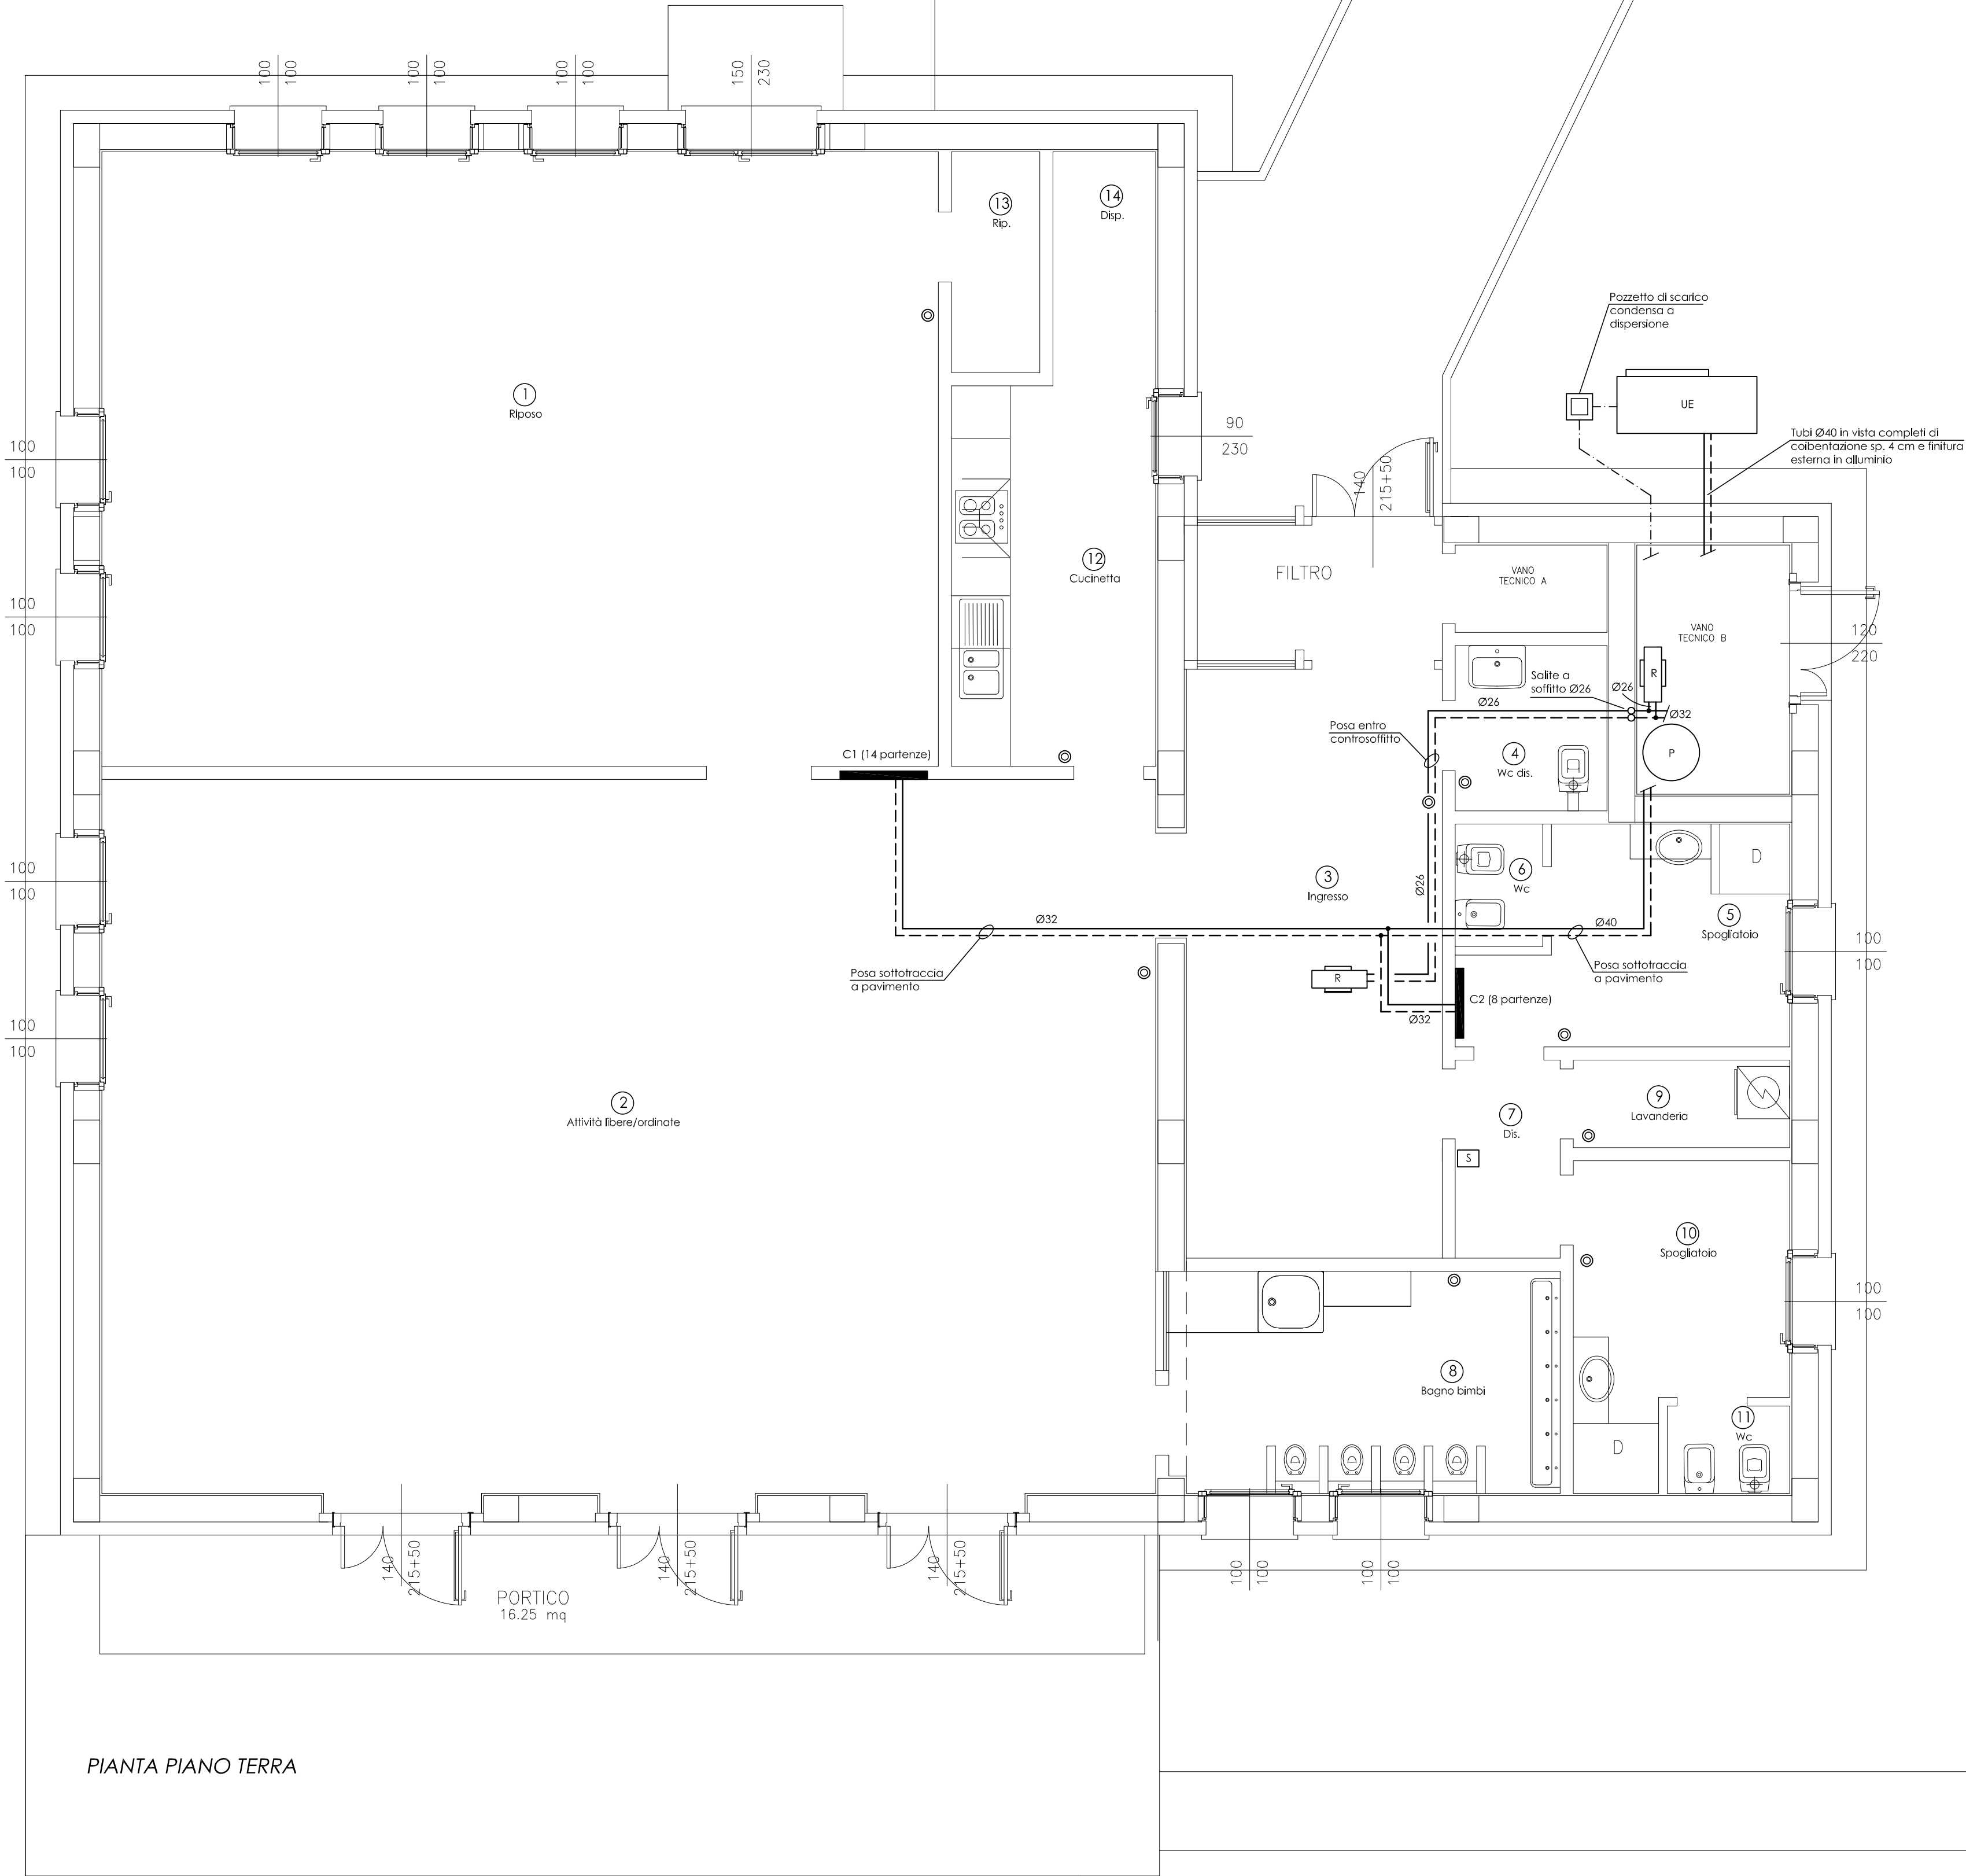 100
100
100
100
100
100
150
230
13
Rip.
14
Disp.
Pozzetto di scarico
condensa a
dispersione
1
Riposo
UE
Tubi Ø40 in vista completi di
coibentazione sp. 4 cm e finitura
esterna in alluminio
90
230
100
100
140
215+50
12
Cucinetta
FILTRO
VANO
TECNICO A
VANO
TECNICO B
100
100
120
220
Salite a
soffitto Ø26
Ø26
R
Ø26
Ø32
Posa entro
controsoffitto
C1 (14 partenze)
4
Wc dis.
P
6
Wc
D
100
100
3
Ingresso
Ø26
5
Spogliatoio
Ø32
Ø40
100
100
Posa sottotraccia
a pavimento
Posa sottotraccia
a pavimento
R
C2 (8 partenze)
Ø32
100
100
2
Attività libere/ordinate
7
Dis.
9
Lavanderia
S
10
Spogliatoio
100
100
8
Bagno bimbi
11
Wc
D
140
215+50
140
215+50
140
215+50
100
100
100
100
PORTICO
16.25 mq
PIANTA PIANO TERRA